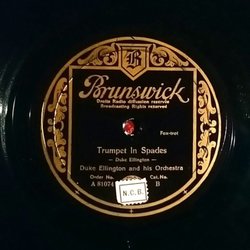 B
Brunswick
Droits Radio diffusion reservés
Broadcasting Rights reserved
Fox-trot
Trumpet In Spades
- Duke Ellington -
Duke Ellington and his Orchestra
Order No. Cat. No.
A 81074 B
N.C.B.